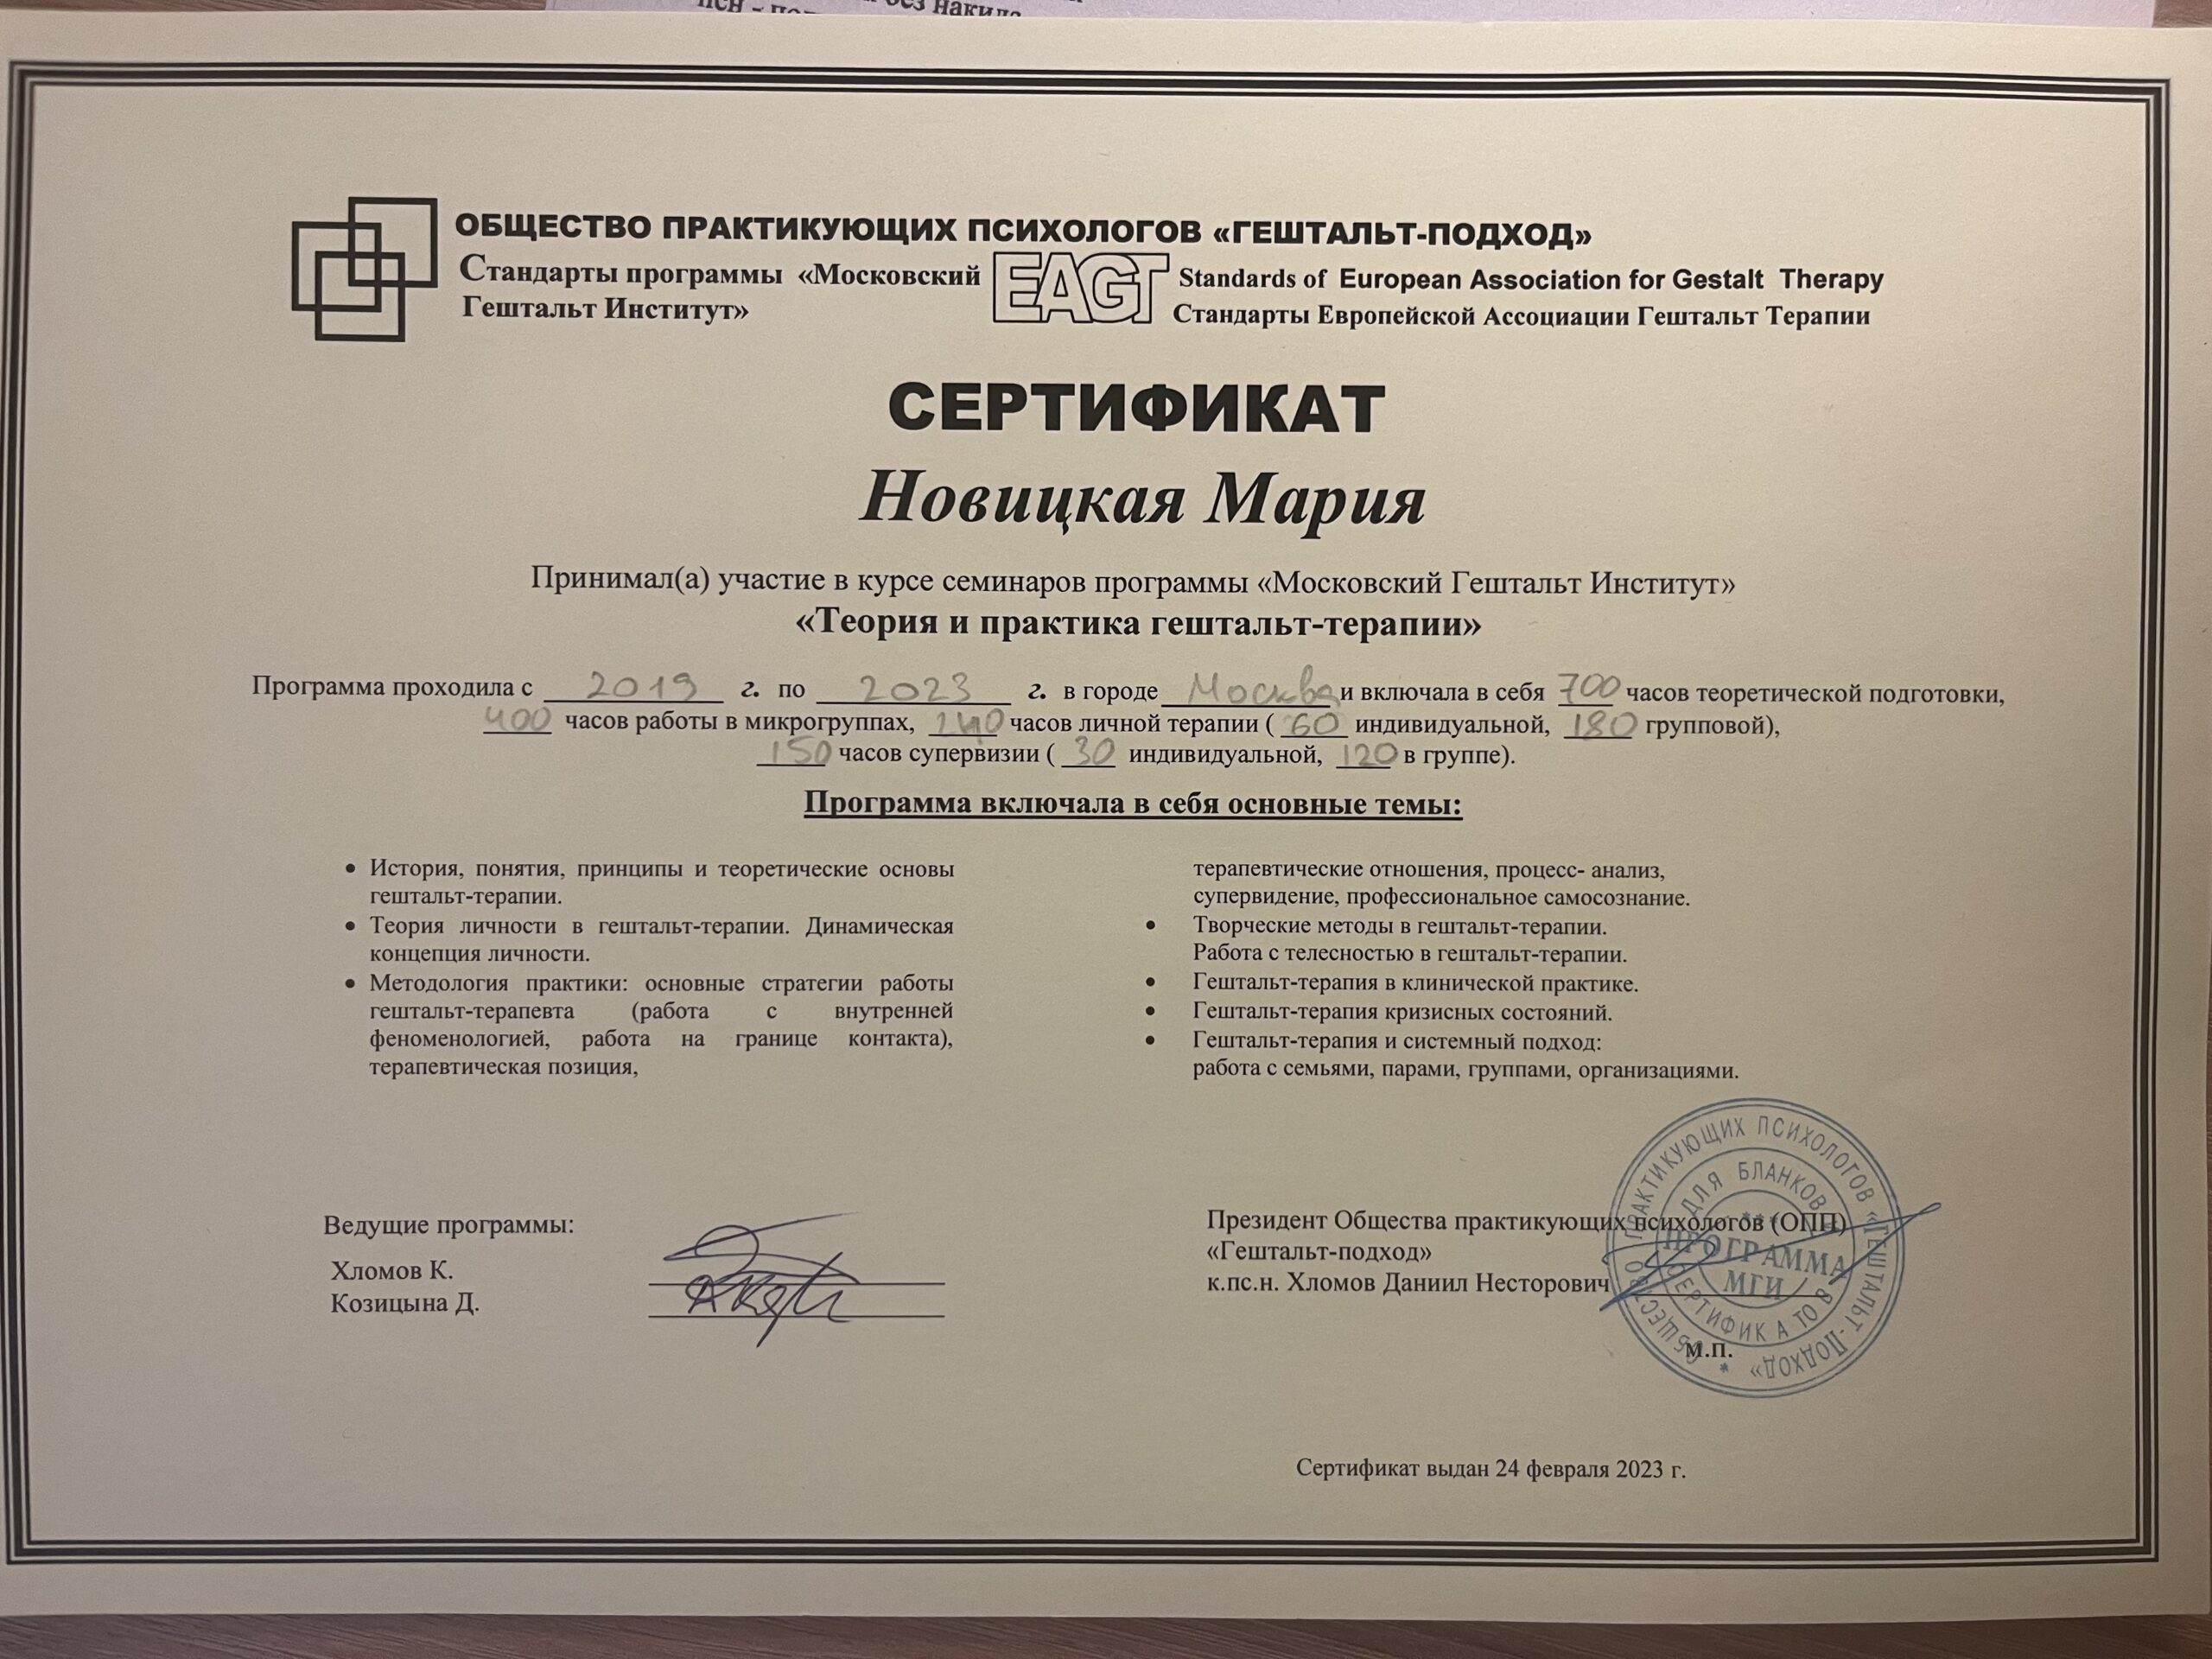 ОБЩЕСТВО ПРАКТИКУЮЩИХ ПСИХОЛОГОВ «ГЕШТАЛЬТ-ПОДХОД»
Стандарты программы «Московский
Гештальт Институт»
EAGT
Standards of European Association for Gestalt Therapy
Стандарты Европейской Ассоциации Гештальт Терапии
СЕРТИФИКАТ
Новицкая Мария
Принимал(а) участие в курсе семинаров программы «Московский Гештальт Институт»
«Теория и практика гештальт-терапии»
Программа проходила с 2019 г. по 2023 г. в городе Москва и включала в себя 700 часов теоретической подготовки,
400 часов работы в микрогруппах, 240 часов личной терапии ( 60 индивидуальной, 180 групповой),
150 часов супервизии ( 30 индивидуальной, 120 в группе).
Программа включала в себя основные темы:
• История, понятия, принципы и теоретические основы
гештальт-терапии.
• Теория личности в гештальт-терапии. Динамическая
концепция личности.
• Методология практики: основные стратегии работы
гештальт-терапевта (работа с внутренней
феноменологией, работа на границе контакта),
терапевтическая позиция,
терапевтические отношения, процесс- анализ,
супервидение, профессиональное самосознание.
• Творческие методы в гештальт-терапии.
Работа с телесностью в гештальт-терапии.
• Гештальт-терапия в клинической практике.
• Гештальт-терапия кризисных состояний.
• Гештальт-терапия и системный подход:
работа с семьями, парами, группами, организациями.
Ведущие программы:
Хломов К.
Козицына Д.
Президент Общества практикующих психологов (ОПП)
«Гештальт-подход»
к.пс.н. Хломов Даниил Несторович
м.п.
ОБЩЕСТВО ПРАКТИКУЮЩИХ ПСИХОЛОГОВ «ГЕШТАЛЬТ-ПОДХОД» *
ДЛЯ БЛАНКОВ СЕРТИФИКАТОВ
ПРОГРАММА
МГИ
Сертификат выдан 24 февраля 2023 г.